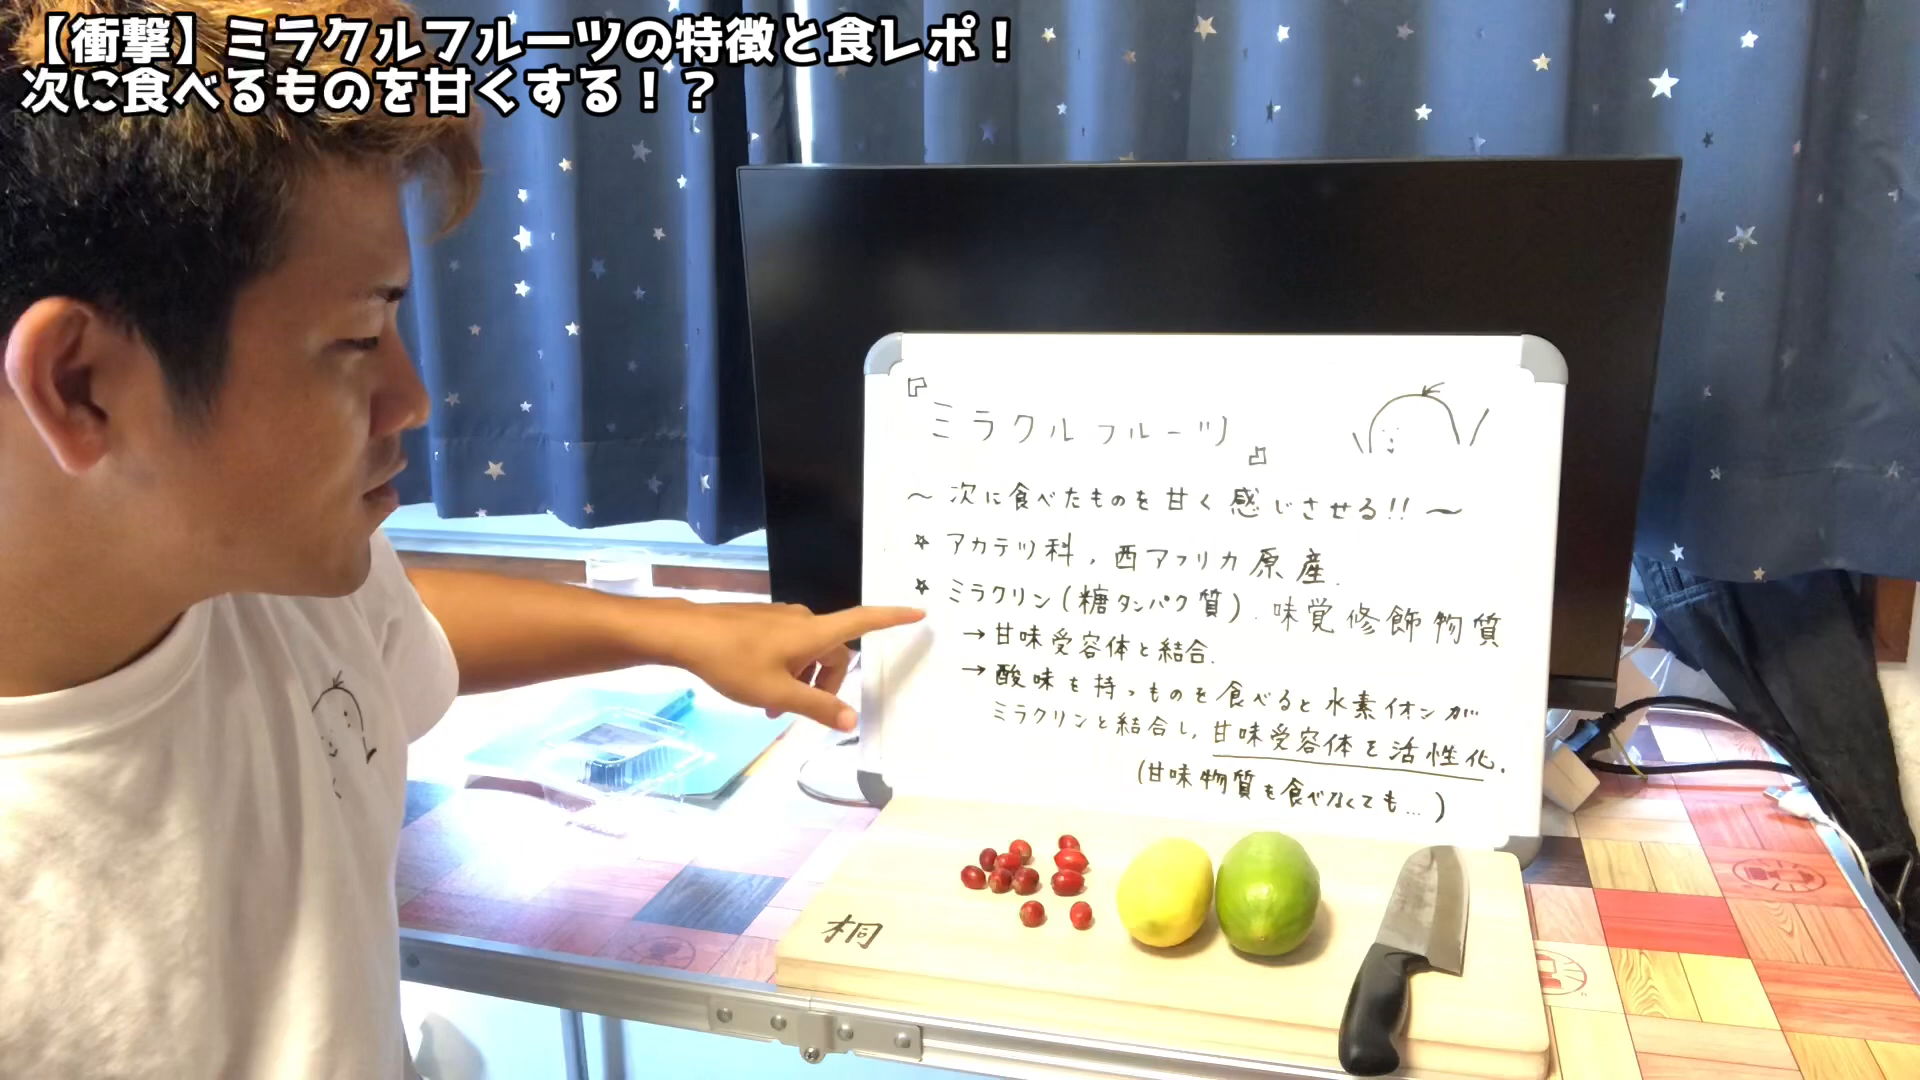 【衝撃】ミラクルフルーツの特徴と食レポ！
次に食べるものを甘くする！？
『ミラクルフルーツ』
〜 次に食べたものを甘く感じさせる!! 〜
☆ アカテツ科, 西アフリカ原産.
☆ ミラクリン(糖タンパク質). 味覚修飾物質
→ 甘味受容体と結合.
→ 酸味を持つものを食べると水素イオンが
ミラクリンと結合し, 甘味受容体を活性化.
(甘味物質を食べなくても…)
桐